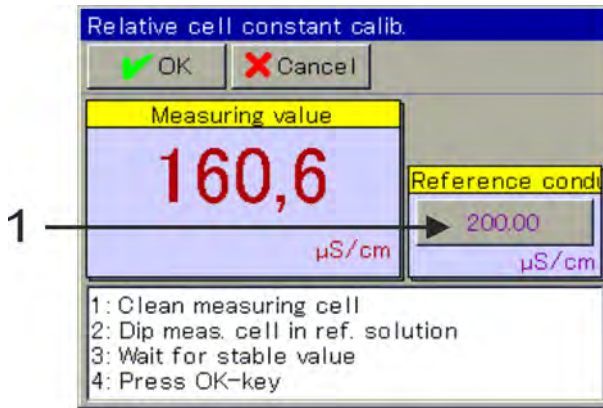 Relative cell constant calib.
OK Cancel
Measuring value
160,6
µS/cm
Reference condu
1
200.00
µS/cm
1: Clean measuring cell
2: Dip meas. cell in ref. solution
3: Wait for stable value
4: Press OK-key